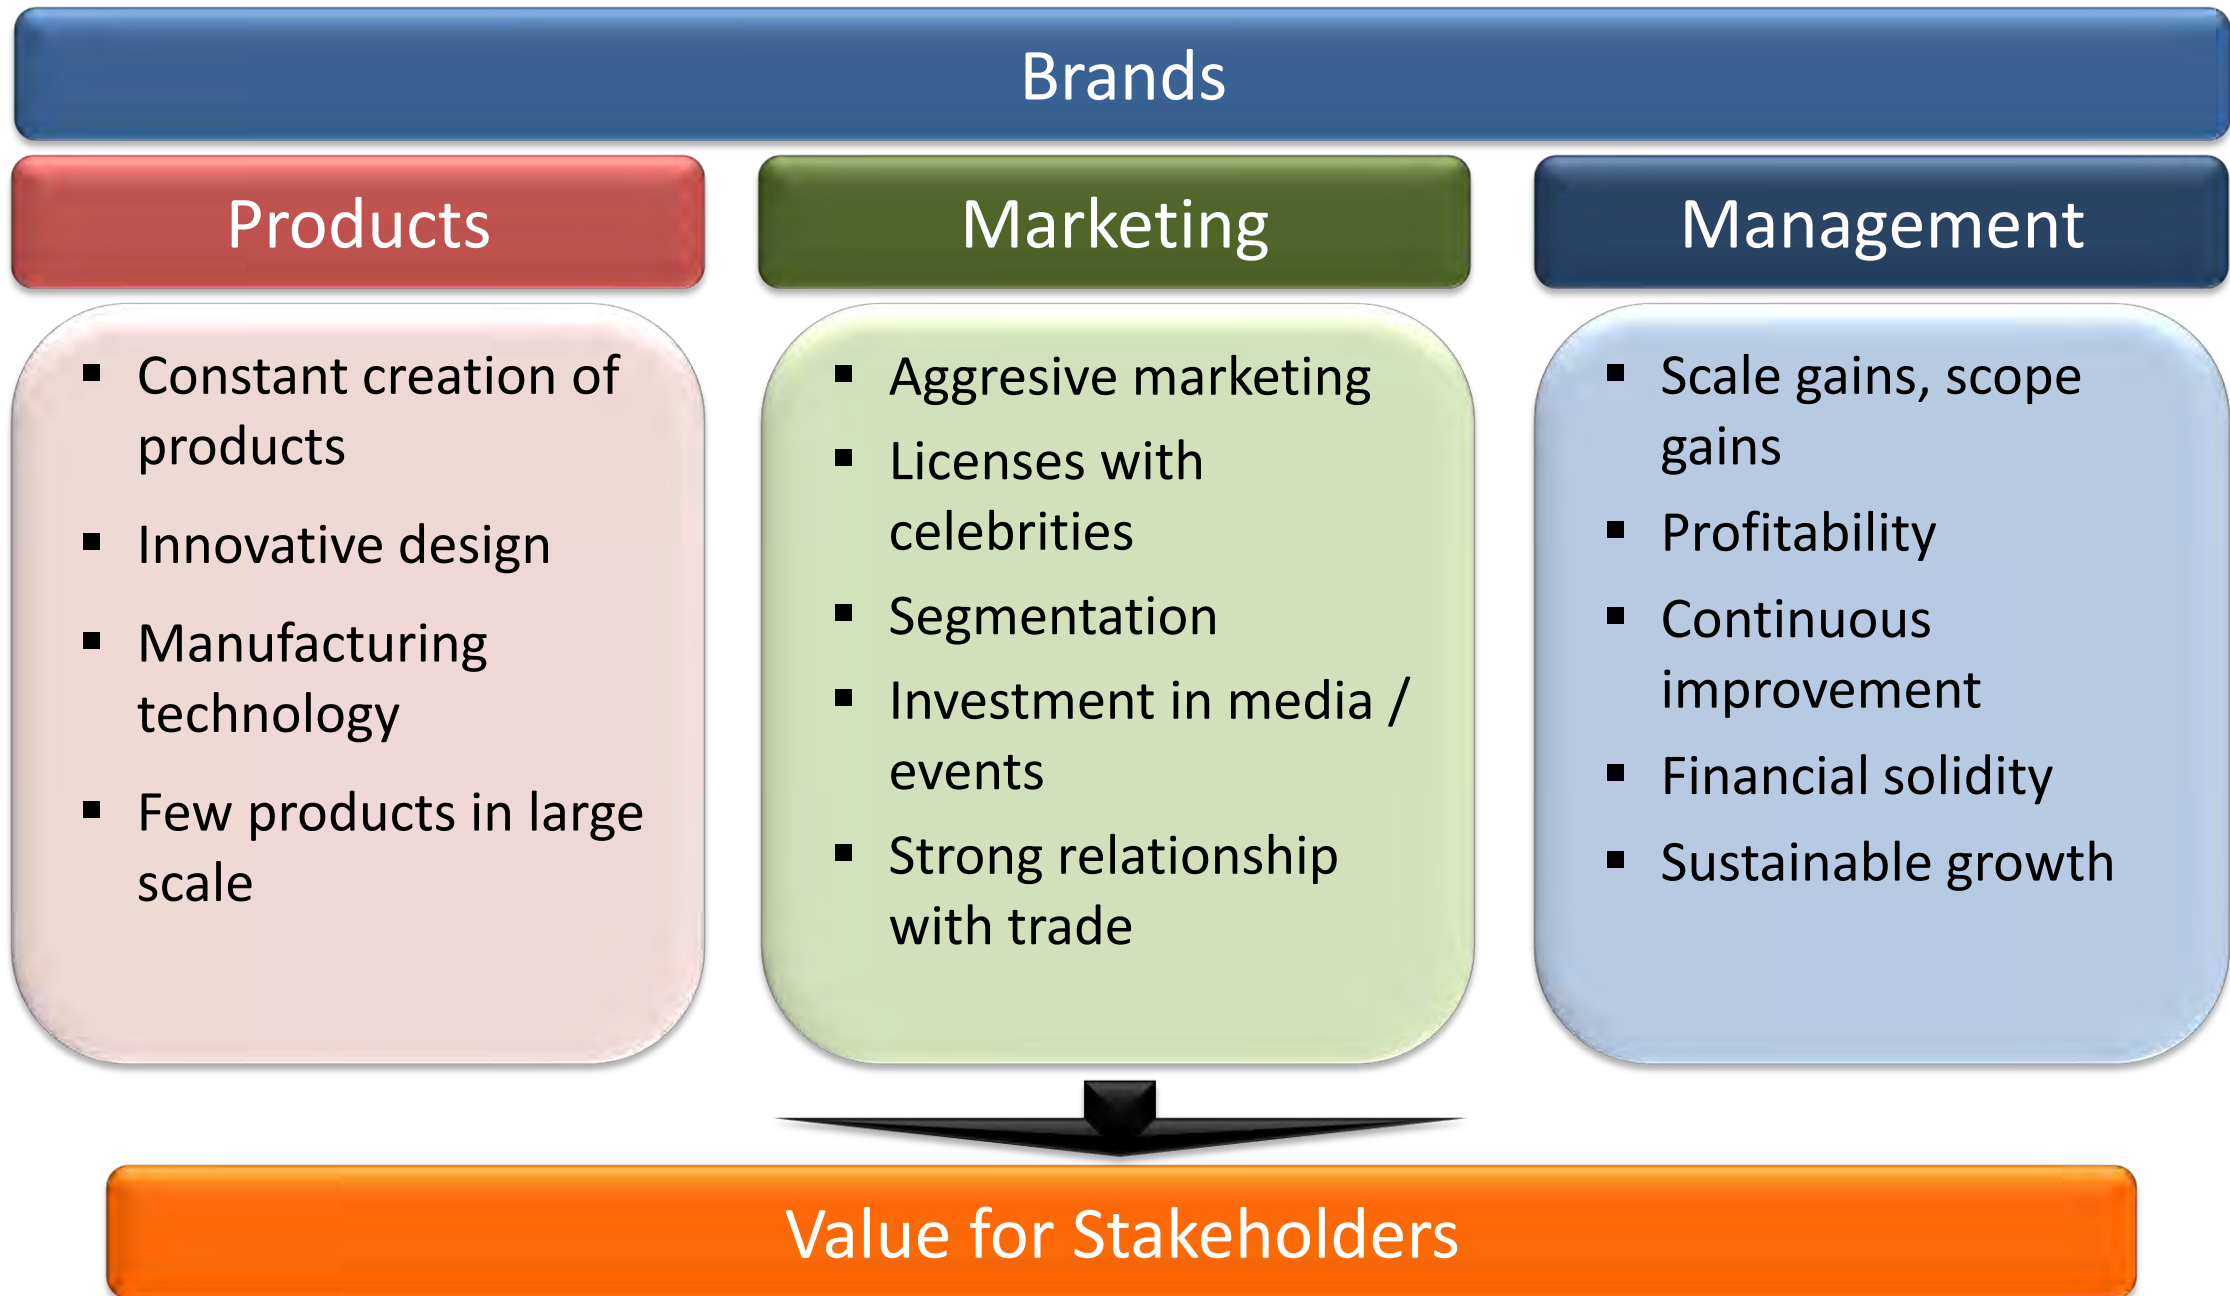 Brands
Products
Marketing
Management
▪ Constant creation of
products
▪ Innovative design
▪ Manufacturing
technology
▪ Few products in large
scale
▪ Aggresive marketing
▪ Licenses with
celebrities
▪ Segmentation
▪ Investment in media /
events
▪ Strong relationship
with trade
▪ Scale gains, scope
gains
▪ Profitability
▪ Continuous
improvement
▪ Financial solidity
▪ Sustainable growth
Value for Stakeholders